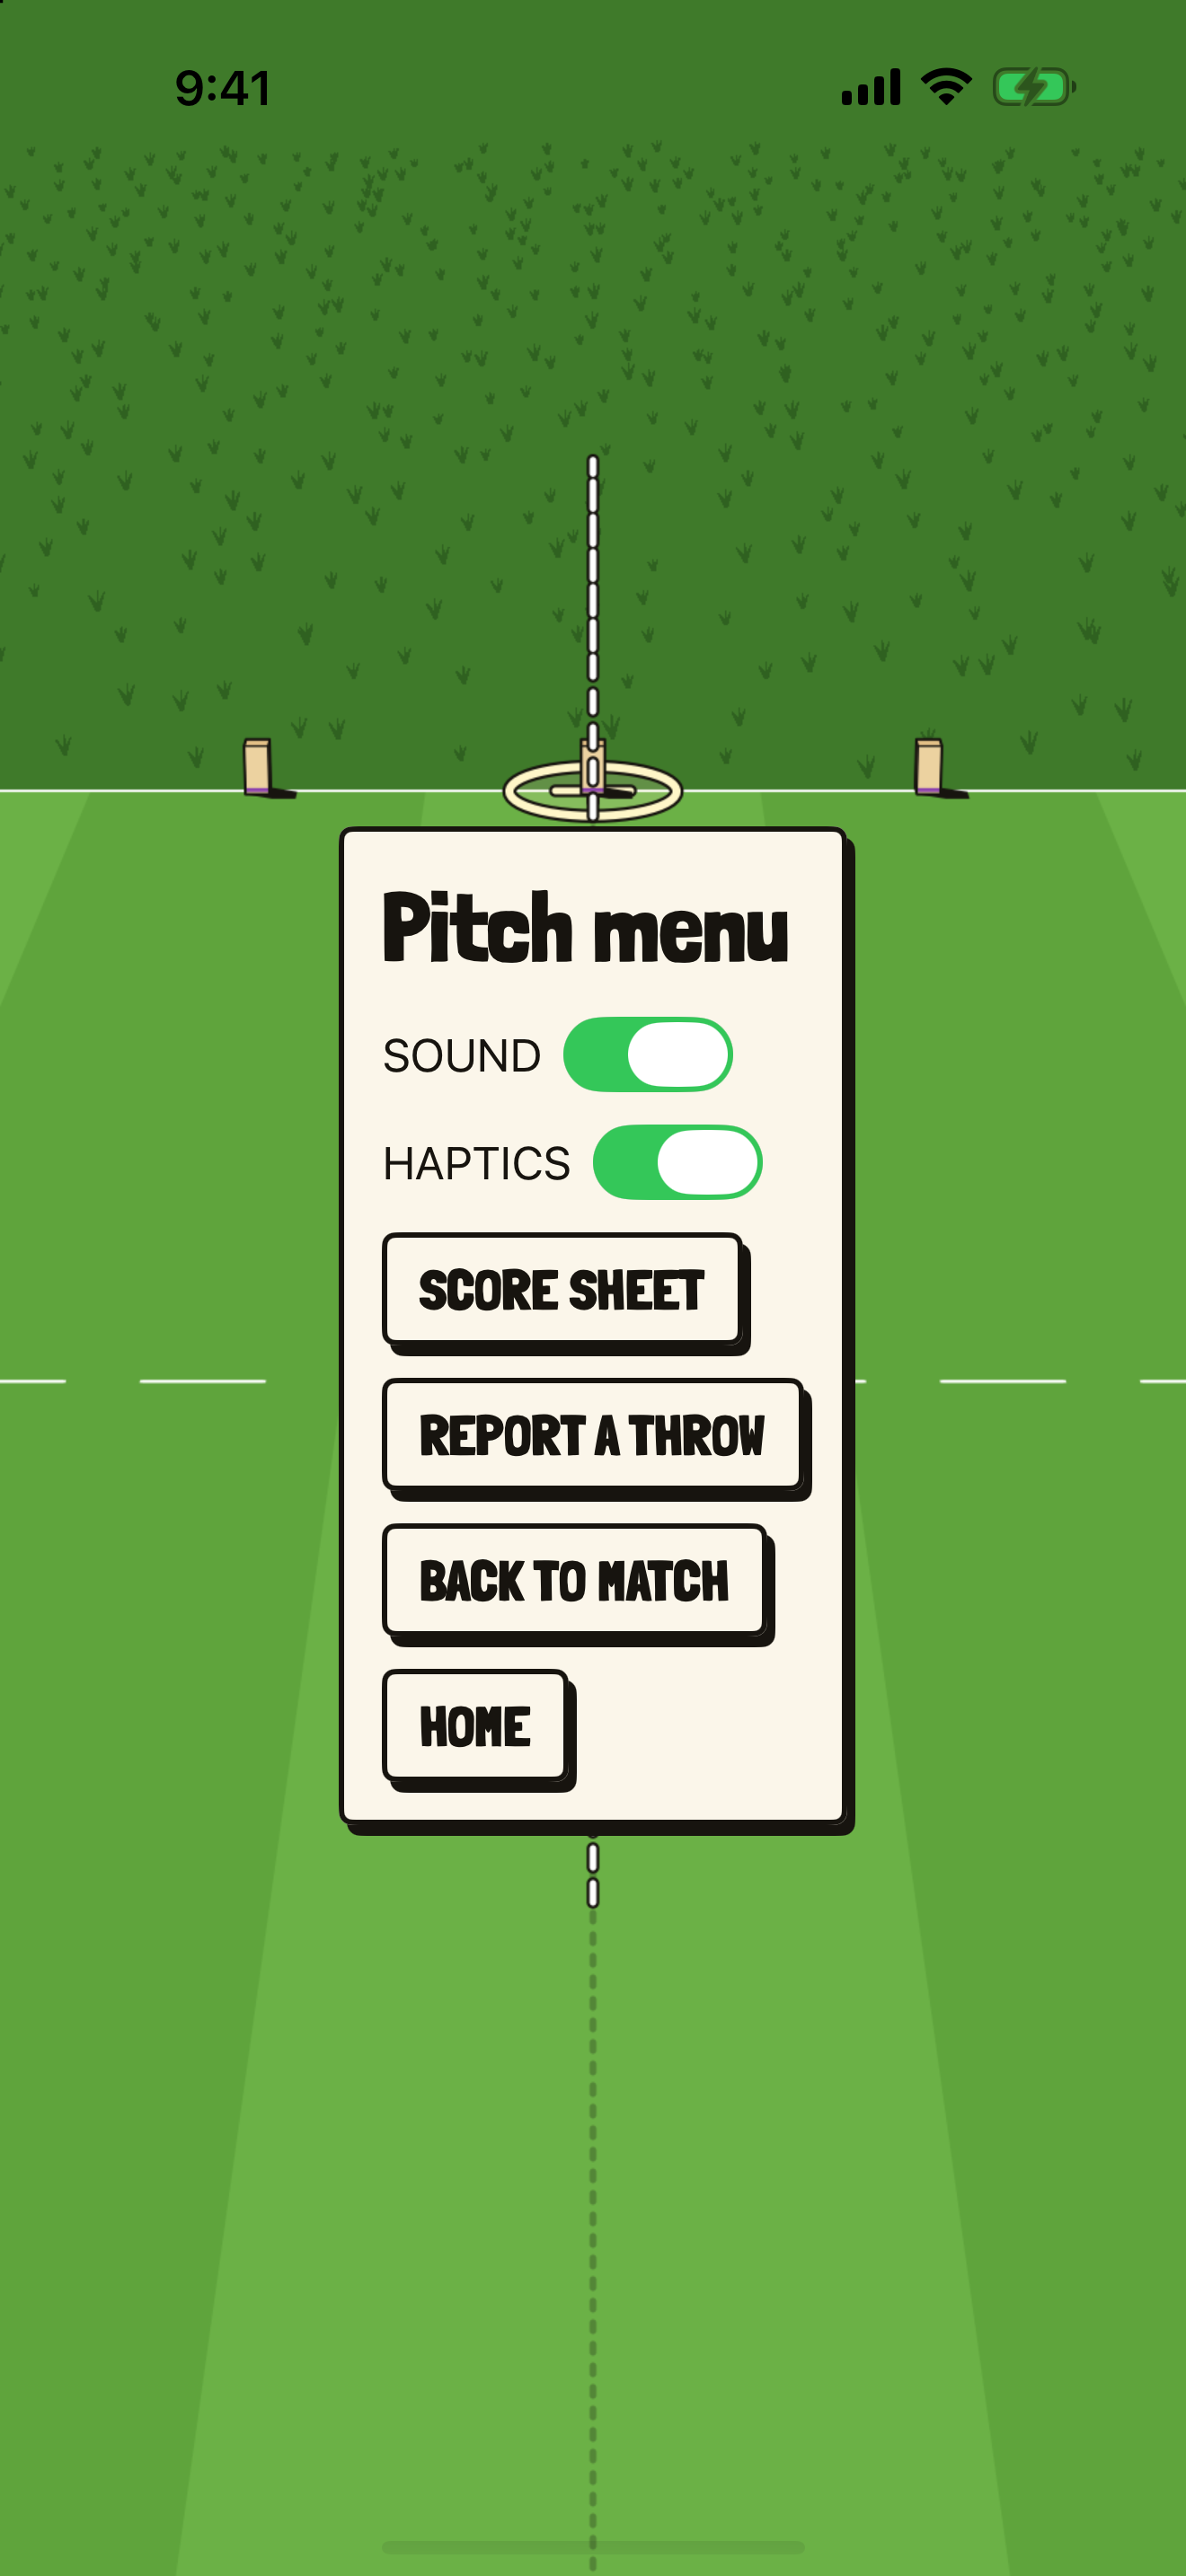 9:41
Pitch menu
SOUND
HAPTICS
SCORE SHEET
REPORT A THROW
BACK TO MATCH
HOME